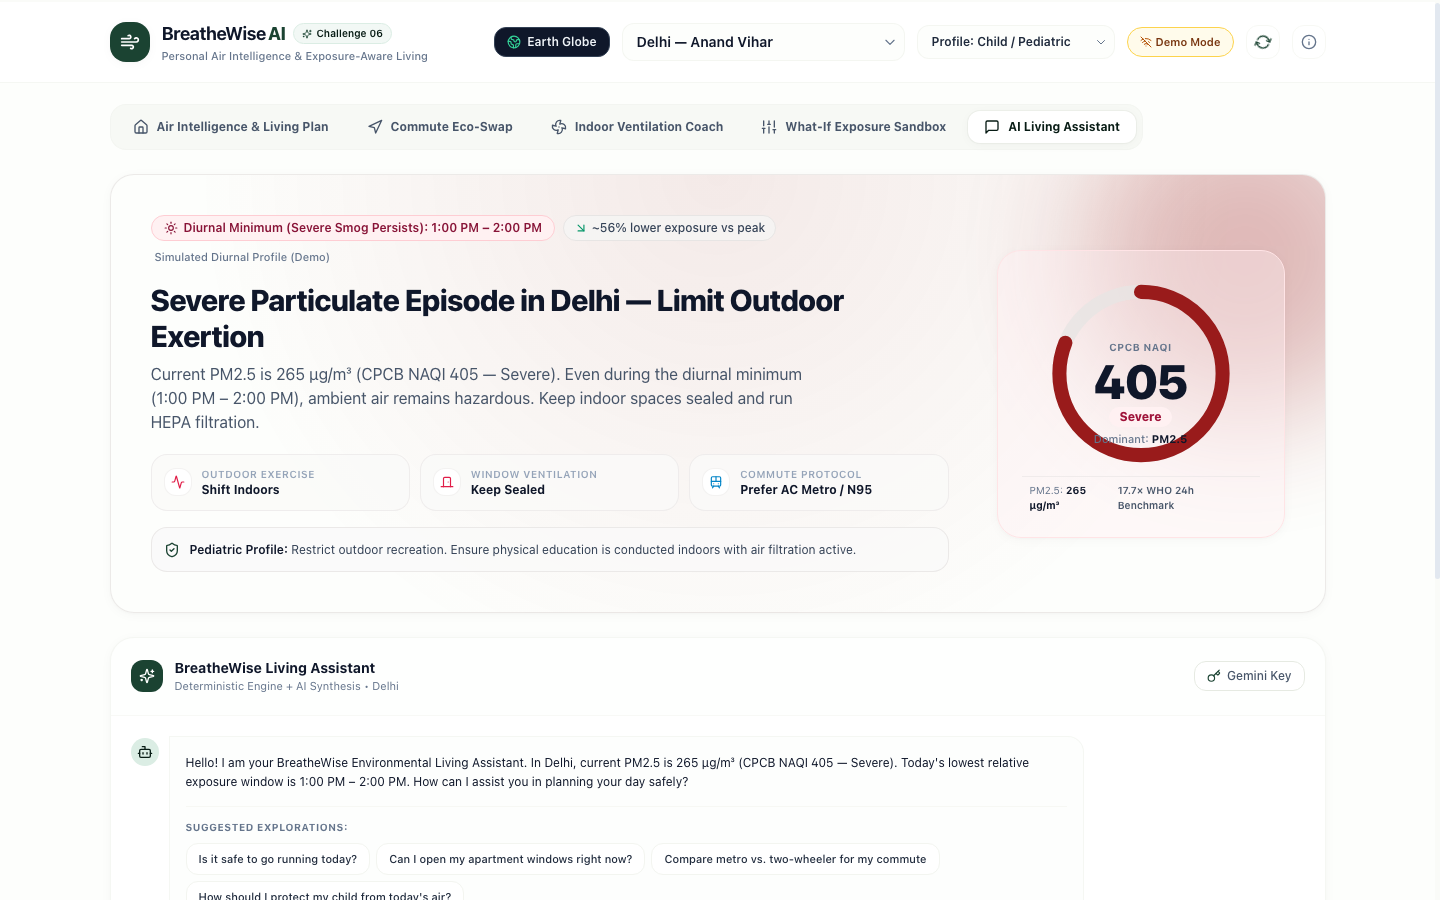 BreatheWise AI
Challenge 06
Personal Air Intelligence & Exposure-Aware Living
Earth Globe
Delhi — Anand Vihar
Profile: Child / Pediatric
Demo Mode
Air Intelligence & Living Plan
Commute Eco-Swap
Indoor Ventilation Coach
What-If Exposure Sandbox
AI Living Assistant
Diurnal Minimum (Severe Smog Persists): 1:00 PM – 2:00 PM
~56% lower exposure vs peak
Simulated Diurnal Profile (Demo)
Severe Particulate Episode in Delhi — Limit Outdoor
Exertion
Current PM2.5 is 265 µg/m³ (CPCB NAQI 405 — Severe). Even during the diurnal minimum
(1:00 PM – 2:00 PM), ambient air remains hazardous. Keep indoor spaces sealed and run
HEPA filtration.
OUTDOOR EXERCISE
Shift Indoors
WINDOW VENTILATION
Keep Sealed
COMMUTE PROTOCOL
Prefer AC Metro / N95
Pediatric Profile: Restrict outdoor recreation. Ensure physical education is conducted indoors with air filtration active.
CPCB NAQI
405
Severe
Dominant: PM2.5
PM2.5: 265
µg/m³
17.7× WHO 24h
Benchmark
BreatheWise Living Assistant
Deterministic Engine + AI Synthesis • Delhi
Gemini Key
Hello! I am your BreatheWise Environmental Living Assistant. In Delhi, current PM2.5 is 265 µg/m³ (CPCB NAQI 405 — Severe). Today's lowest relative
exposure window is 1:00 PM – 2:00 PM. How can I assist you in planning your day safely?
SUGGESTED EXPLORATIONS:
Is it safe to go running today?
Can I open my apartment windows right now?
Compare metro vs. two-wheeler for my commute
How should I protect my child from today's air?